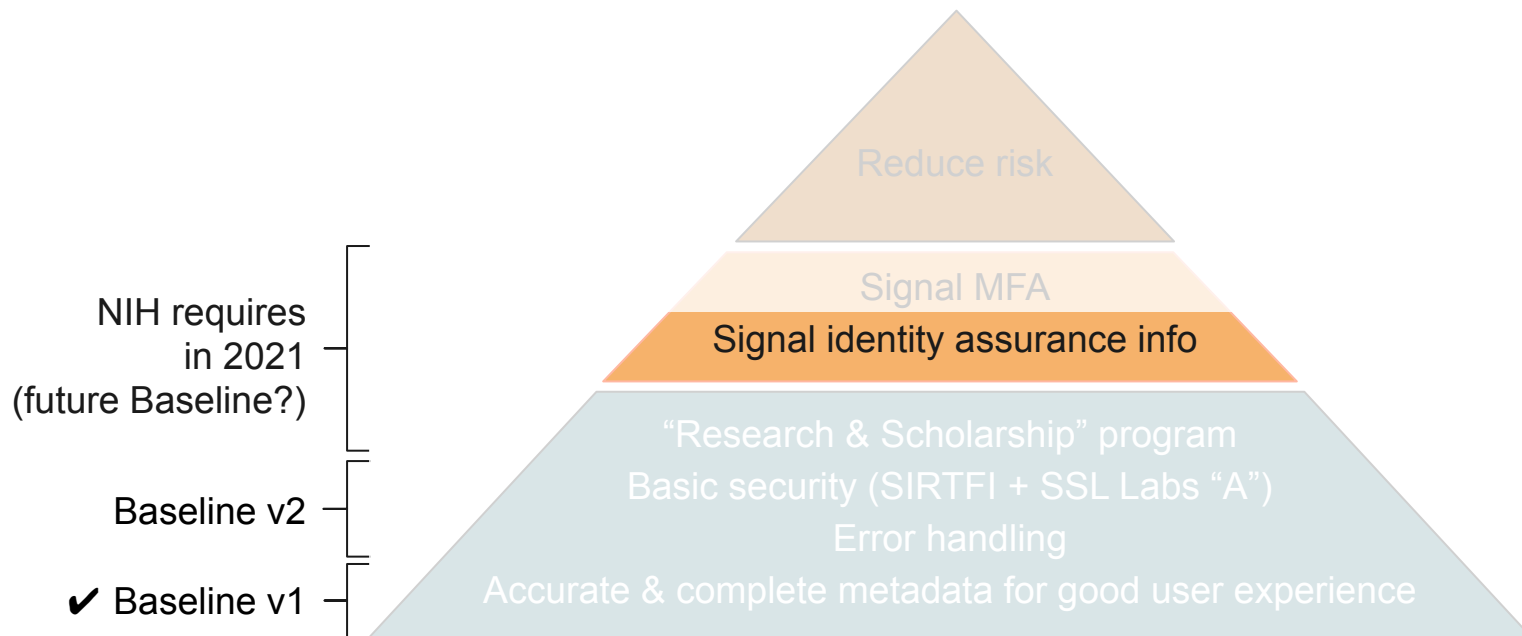 Reduce risk
Signal MFA
Signal identity assurance info
“Research & Scholarship” program
Basic security (SIRTFI + SSL Labs “A”)
Error handling
Accurate & complete metadata for good user experience
NIH requires
in 2021
(future Baseline?)
Baseline v2
✔ Baseline v1